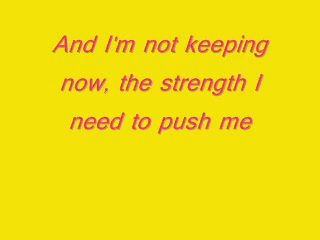 And I'm not keeping
now, the strength I
need to push me